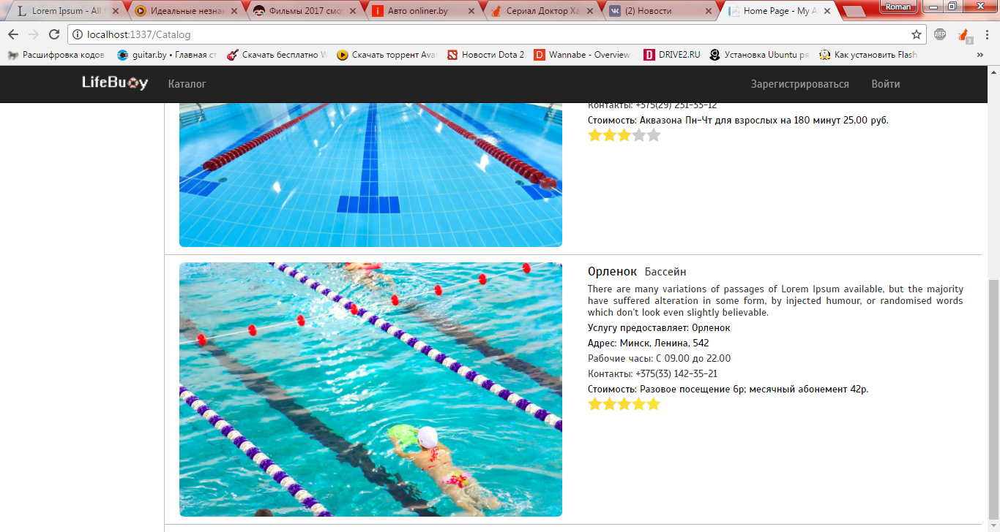 Lorem Ipsum - All
Идеальные незна
Фильмы 2017 смо
Авто onliner.by
Сериал Доктор Ха
(2) Новости
Home Page - My A
Roman
localhost:1337/Catalog
ABP
3
Расшифровка кодов
guitar.by • Главная ст
Скачать бесплатно W
Скачать торрент Ava
Новости Dota 2
Wannabe - Overview
DRIVE2.RU
Установка Ubuntu ря
Как установить Flash
»
LifeBuoy
Каталог
Зарегистрироваться
Войти
Контакты: +375(29) 231-33-12
Стоимость: Аквазона Пн-Чт для взрослых на 180 минут 25,00 руб.
Орленок Бассейн
There are many variations of passages of Lorem Ipsum available, but the majority
have suffered alteration in some form, by injected humour, or randomised words
which don't look even slightly believable.
Услугу предоставляет: Орленок
Адрес: Минск, Ленина, 542
Рабочие часы: С 09.00 до 22.00
Контакты: +375(33) 142-35-21
Стоимость: Разовое посещение 6р; месячный абонемент 42р.